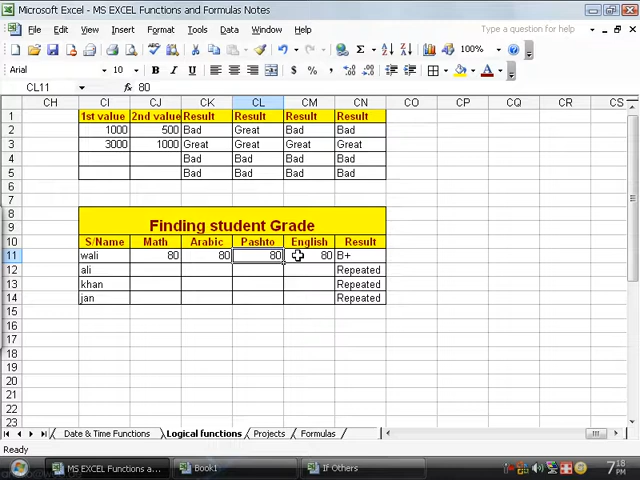 Microsoft Excel - MS EXCEL Functions and Formulas Notes
File Edit View Insert Format Tools Data Window Help Type a question for help
Arial 10 B I U $ % ,
CL11 fx 80
CH CI CJ CK CL CM CN CO CP CQ CR CS
1 1st value 2nd value Result Result Result Result
2 1000 500 Bad Great Bad Bad
3 3000 1000 Great Great Great Great
4 Bad Bad Bad Bad
5 Bad Bad Bad Bad
6
7
8
9 Finding student Grade
10 S/Name Math Arabic Pashto English Result
11 wali 80 80 80 80 B+
12 ali Repeated
13 khan Repeated
14 jan Repeated
15
16
17
18
19
20
21
22
23
Date & Time Functions Logical functions Projects Formulas
Ready
MS EXCEL Functions a... Book1 If Others 7:18 PM
100%